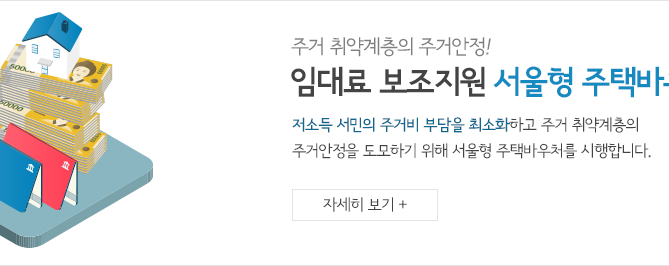 주거 취약계층의 주거안정!
임대료 보조지원 서울형 주택바
저소득 서민의 주거비 부담을 최소화하고 주거 취약계층의
주거안정을 도모하기 위해 서울형 주택바우처를 시행합니다.
자세히 보기 +
50000